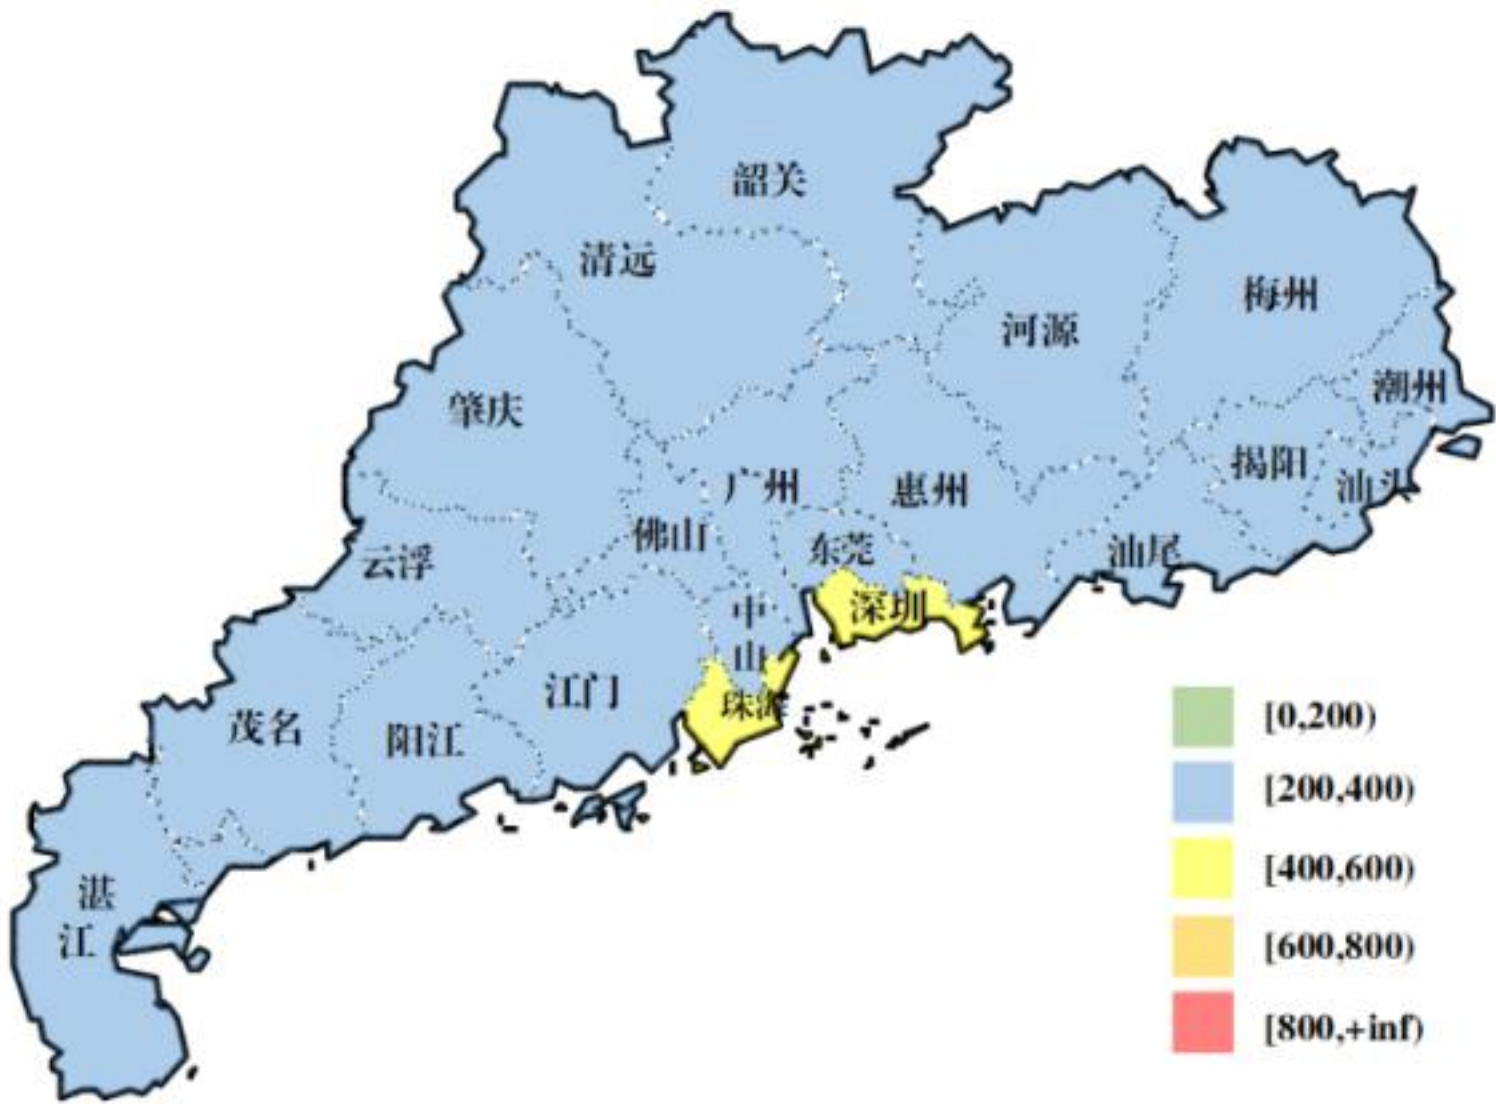 韶关
清远
梅州
河源
潮州
肇庆
揭阳
广州
惠州
汕头
佛山
东莞
汕尾
云浮
中
山
深圳
江门
珠海
茂名
阳江
湛
江
[0,200)
[200,400)
[400,600)
[600,800)
[800,+inf)